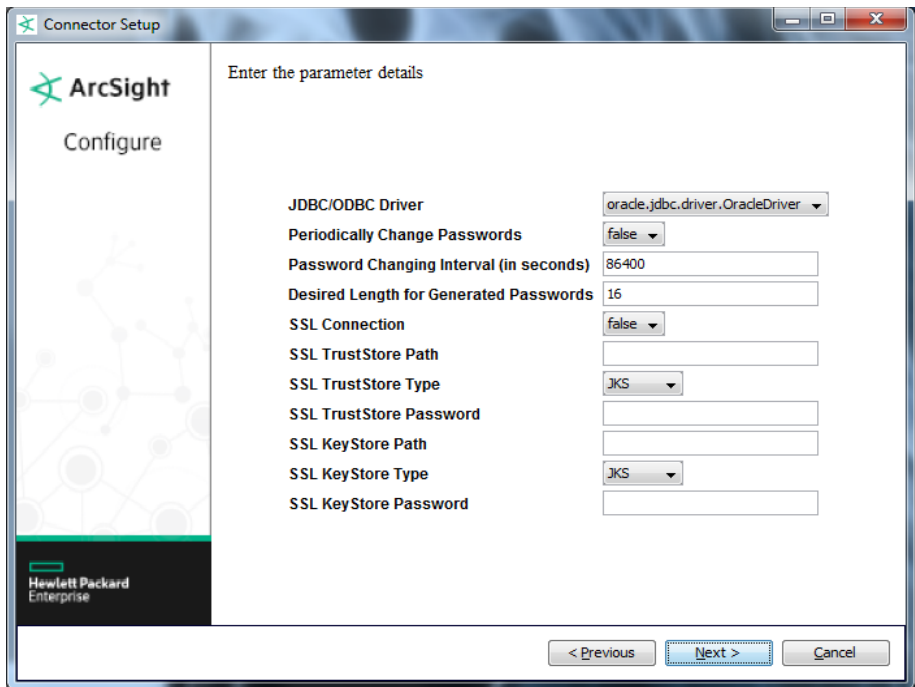 Connector Setup
ArcSight
Configure
Enter the parameter details
JDBC/ODBC Driver oracle.jdbc.driver.OracleDriver
Periodically Change Passwords false
Password Changing Interval (in seconds) 86400
Desired Length for Generated Passwords 16
SSL Connection false
SSL TrustStore Path
SSL TrustStore Type JKS
SSL TrustStore Password
SSL KeyStore Path
SSL KeyStore Type JKS
SSL KeyStore Password
Hewlett Packard
Enterprise
< Previous Next > Cancel